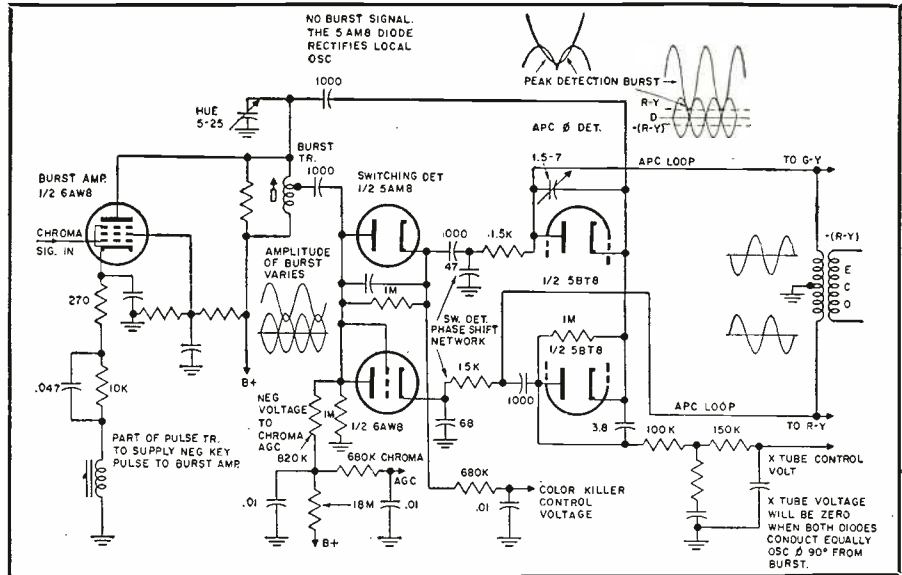 NO BURST SIGNAL.
THE 5AM8 DIODE
RECTIFIES LOCAL
OSC
PEAK DETECTION BURST
R-Y
D
-(R-Y)
1000
HUE
5-25
BURST
TR.
1000
APC Ø DET.
1.5-7
APC LOOP
TO G-Y
BURST AMP.
1/2 6AW8
SWITCHING DET
1/2 5AM8
CHROMA
SIG. IN
1000
1.5K
-(R-Y)
AMPLITUDE
OF BURST
VARIES
47
1/2 5BT8
E
C
O
1M
270
SW. DET.
PHASE SHIFT
NETWORK
1M
1/2 5BT8
B+
15K
.047
10K
1000
NEG
VOLTAGE
TO
CHROMA
AGC
1M
1/2 6AW8
68
3.8
APC LOOP
TO R-Y
100K
150K
PART OF PULSE TR.
TO SUPPLY NEG KEY
PULSE TO BURST AMP.
820K
680K
CHROMA
AGC
680K
X TUBE CONTROL
VOLT
.01
18M
.01
.01
COLOR KILLER
CONTROL
VOLTAGE
B+
X TUBE VOLTAGE
WILL BE ZERO
WHEN BOTH DIODES
CONDUCT EQUALLY
OSC Ø 90° FROM
BURST.